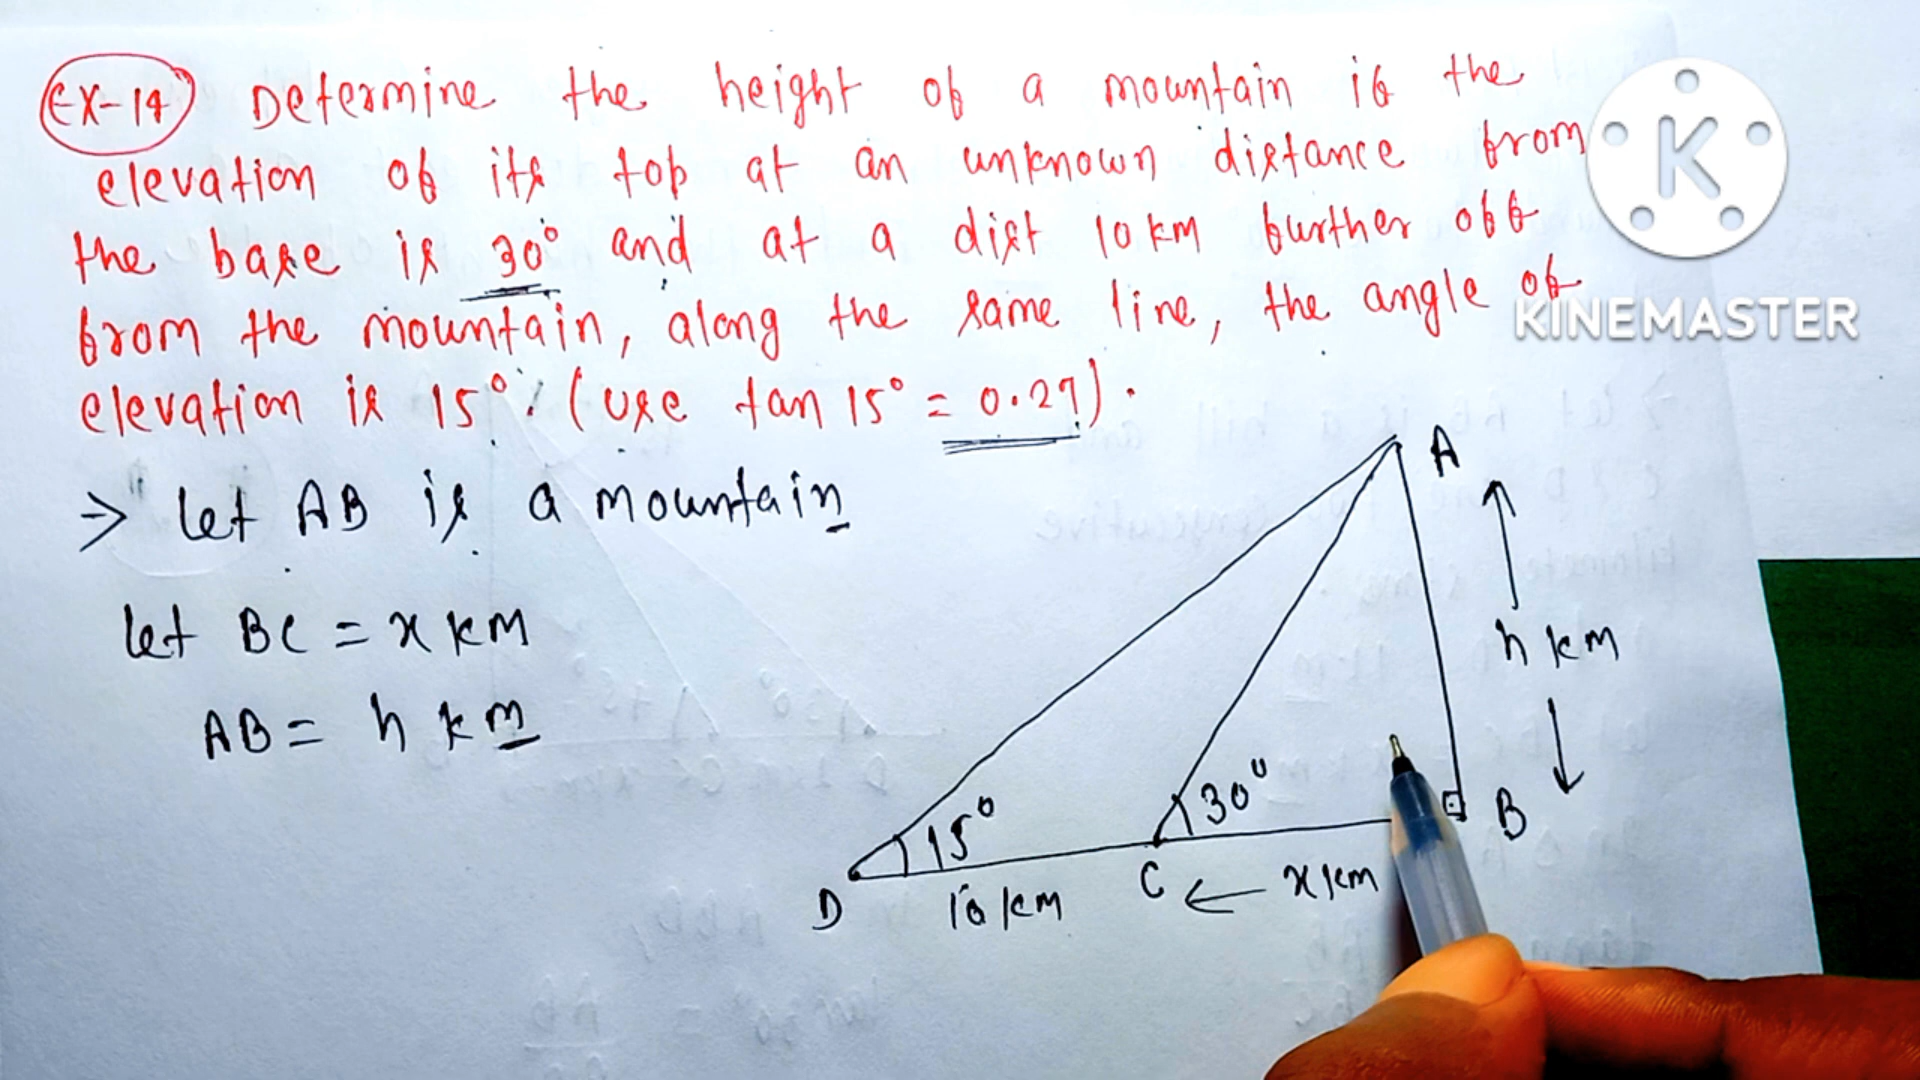 Ex-14 Determine the height of a mountain if the
elevation of its top at an unknown distance from
the base is 30° and at a dist 10 km further off
from the mountain, along the same line, the angle of
elevation is 15°. (use tan 15° = 0.27).
K
KINEMASTER
→ let AB is a mountain
let BC = x km
AB = h km
A
h km
B
30°
15°
D
10 km
C
← x km